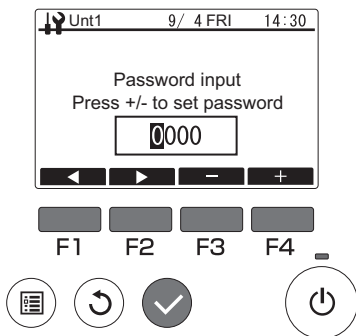 Unt1 9/ 4 FRI 14:30
Password input
Press +/- to set password
0000
F1 F2 F3 F4